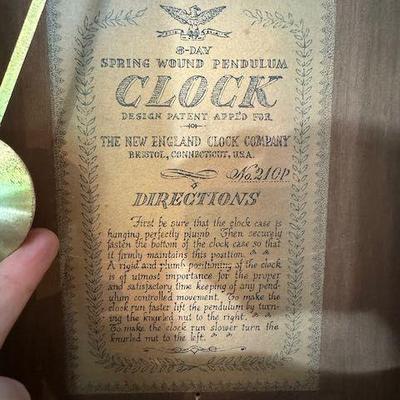 8-DAY
SPRING WOUND PENDULUM
CLOCK
DESIGN PATENT APP'D FOR
THE NEW ENGLAND CLOCK COMPANY
BRISTOL, CONNECTICUT, U.S.A.
No. 210P
DIRECTIONS
First be sure that the clock case is
hanging perfectly plumb. Then securely
fasten the bottom of the clock case so that
it firmly maintains this position.
A rigid and plumb positioning of the clock
is of utmost importance for the proper
and satisfactory time keeping of any pend-
ulum controlled movement. To make the
clock run faster lift the pendulum by turn-
ing the knurled nut to the right.
To make the clock run slower turn the
knurled nut to the left.